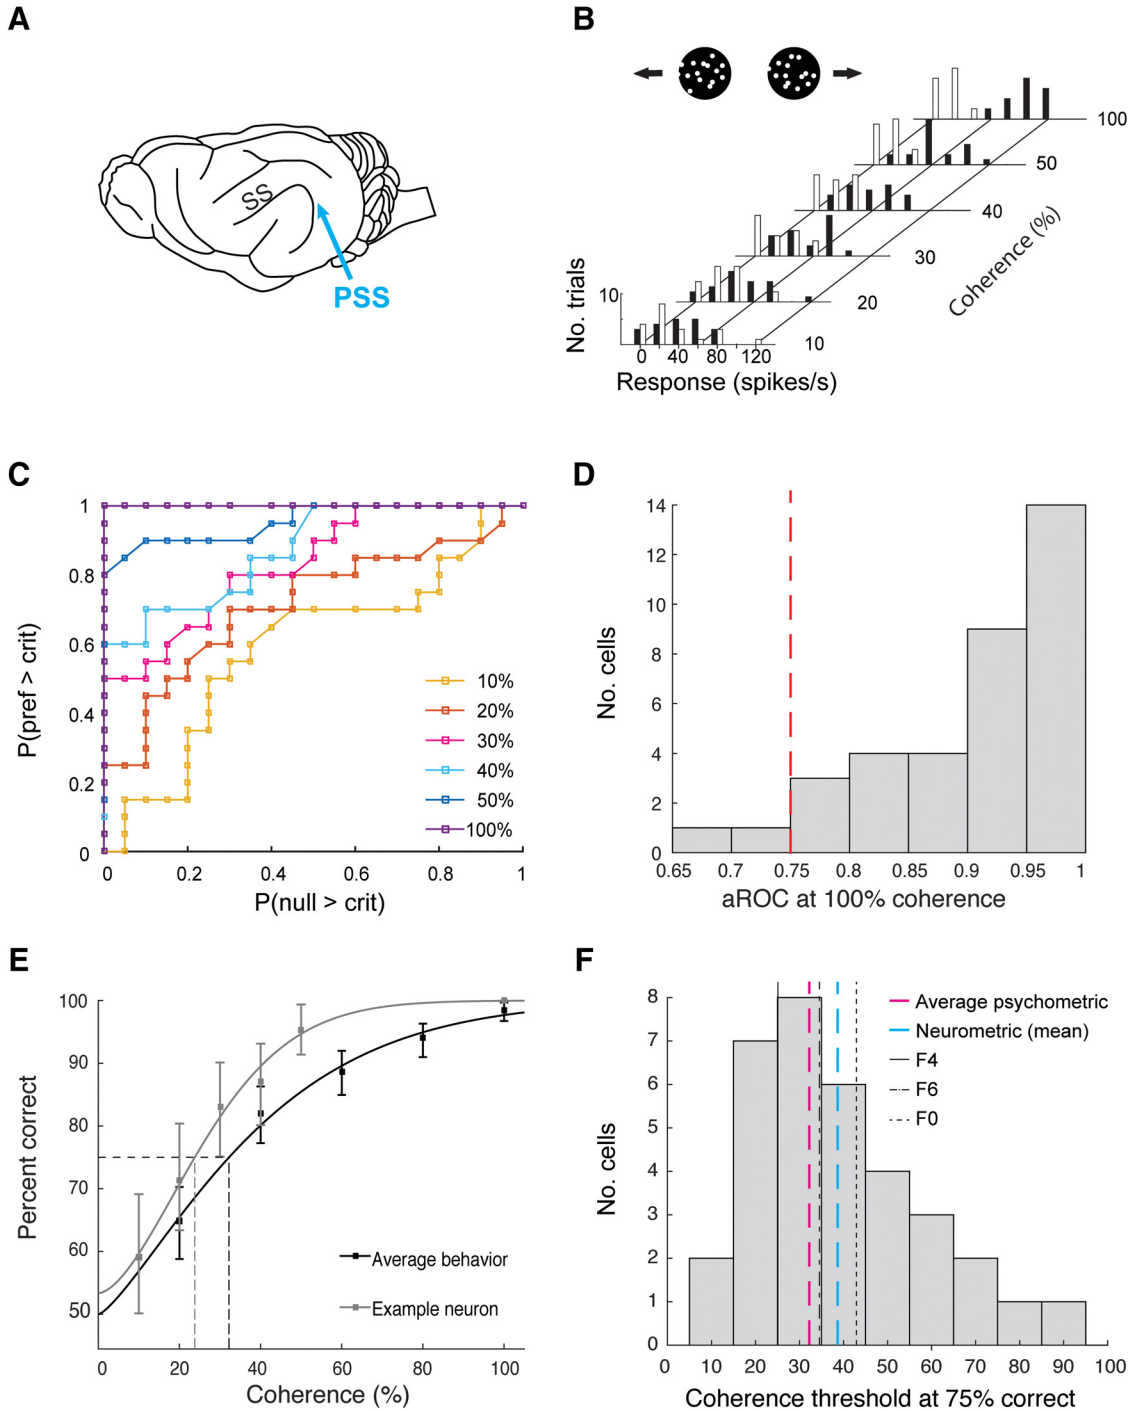 A
SS
PSS
B
100
50
40
30
20
10
Coherence (%)
No. trials
10
0 40 80 120
Response (spikes/s)
C
1
0.8
0.6
0.4
0.2
0
P(pref > crit)
10%
20%
30%
40%
50%
100%
0 0.2 0.4 0.6 0.8 1
P(null > crit)
D
14
12
10
8
6
4
2
0
No. cells
0.65 0.7 0.75 0.8 0.85 0.9 0.95 1
aROC at 100% coherence
E
100
90
80
70
60
50
Percent correct
Average behavior
Example neuron
0 20 40 60 80 100
Coherence (%)
F
8
7
6
5
4
3
2
1
0
No. cells
Average psychometric
Neurometric (mean)
F4
F6
F0
0 10 20 30 40 50 60 70 80 90 100
Coherence threshold at 75% correct